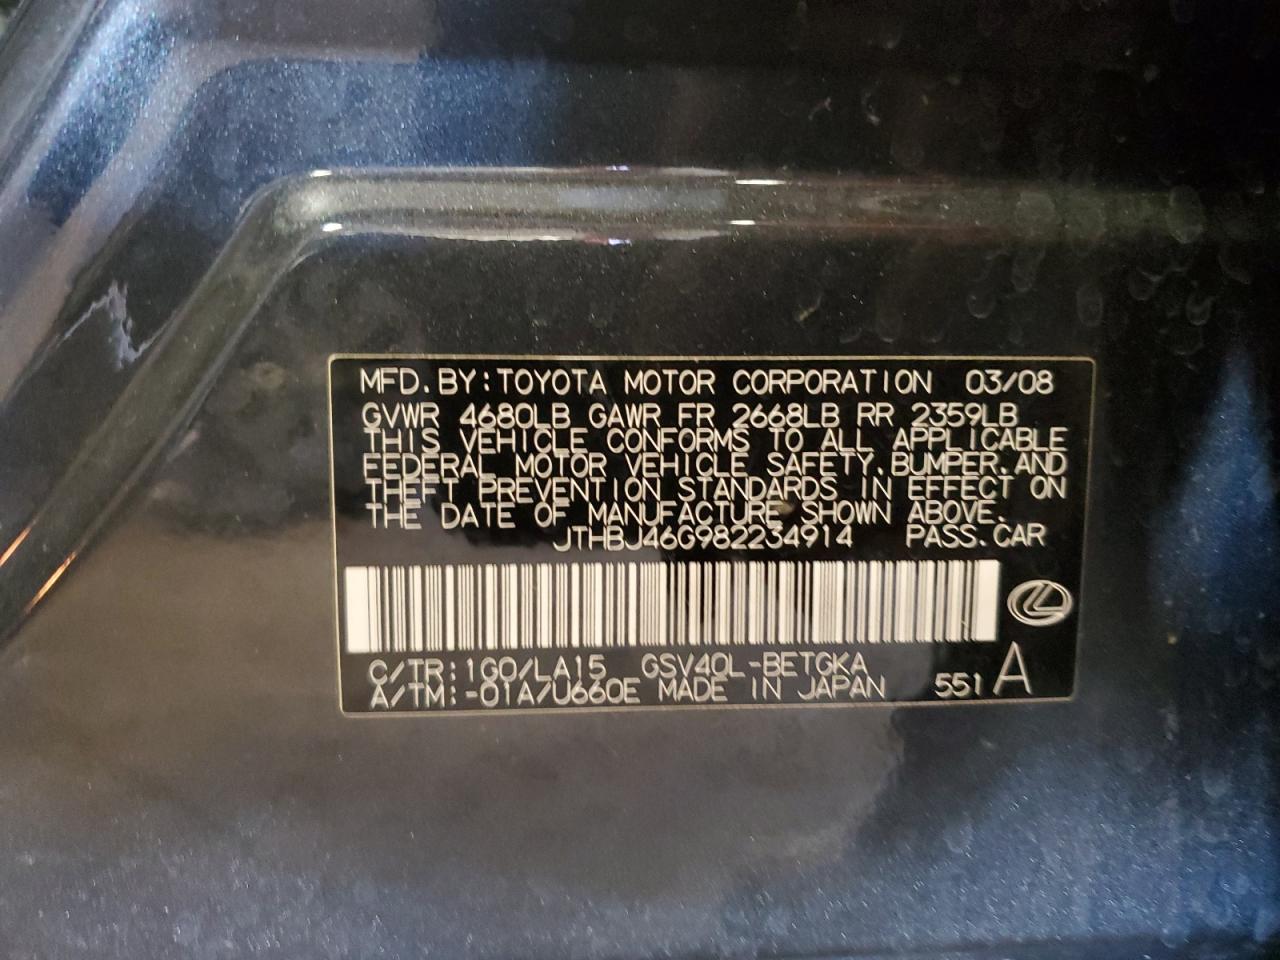 MFD. BY: TOYOTA MOTOR CORPORATION 03/08
GVWR 4680LB GAWR FR 2668LB RR 2359LB
THIS VEHICLE CONFORMS TO ALL APPLICABLE
FEDERAL MOTOR VEHICLE SAFETY, BUMPER, AND
THEFT PREVENTION STANDARDS IN EFFECT ON
THE DATE OF MANUFACTURE SHOWN ABOVE.
JTHBJ46G982234914 PASS. CAR
C/TR: 1G0/LA15 GSV40L-BETGKA
A/TM: -01A/U660E MADE IN JAPAN 551 A